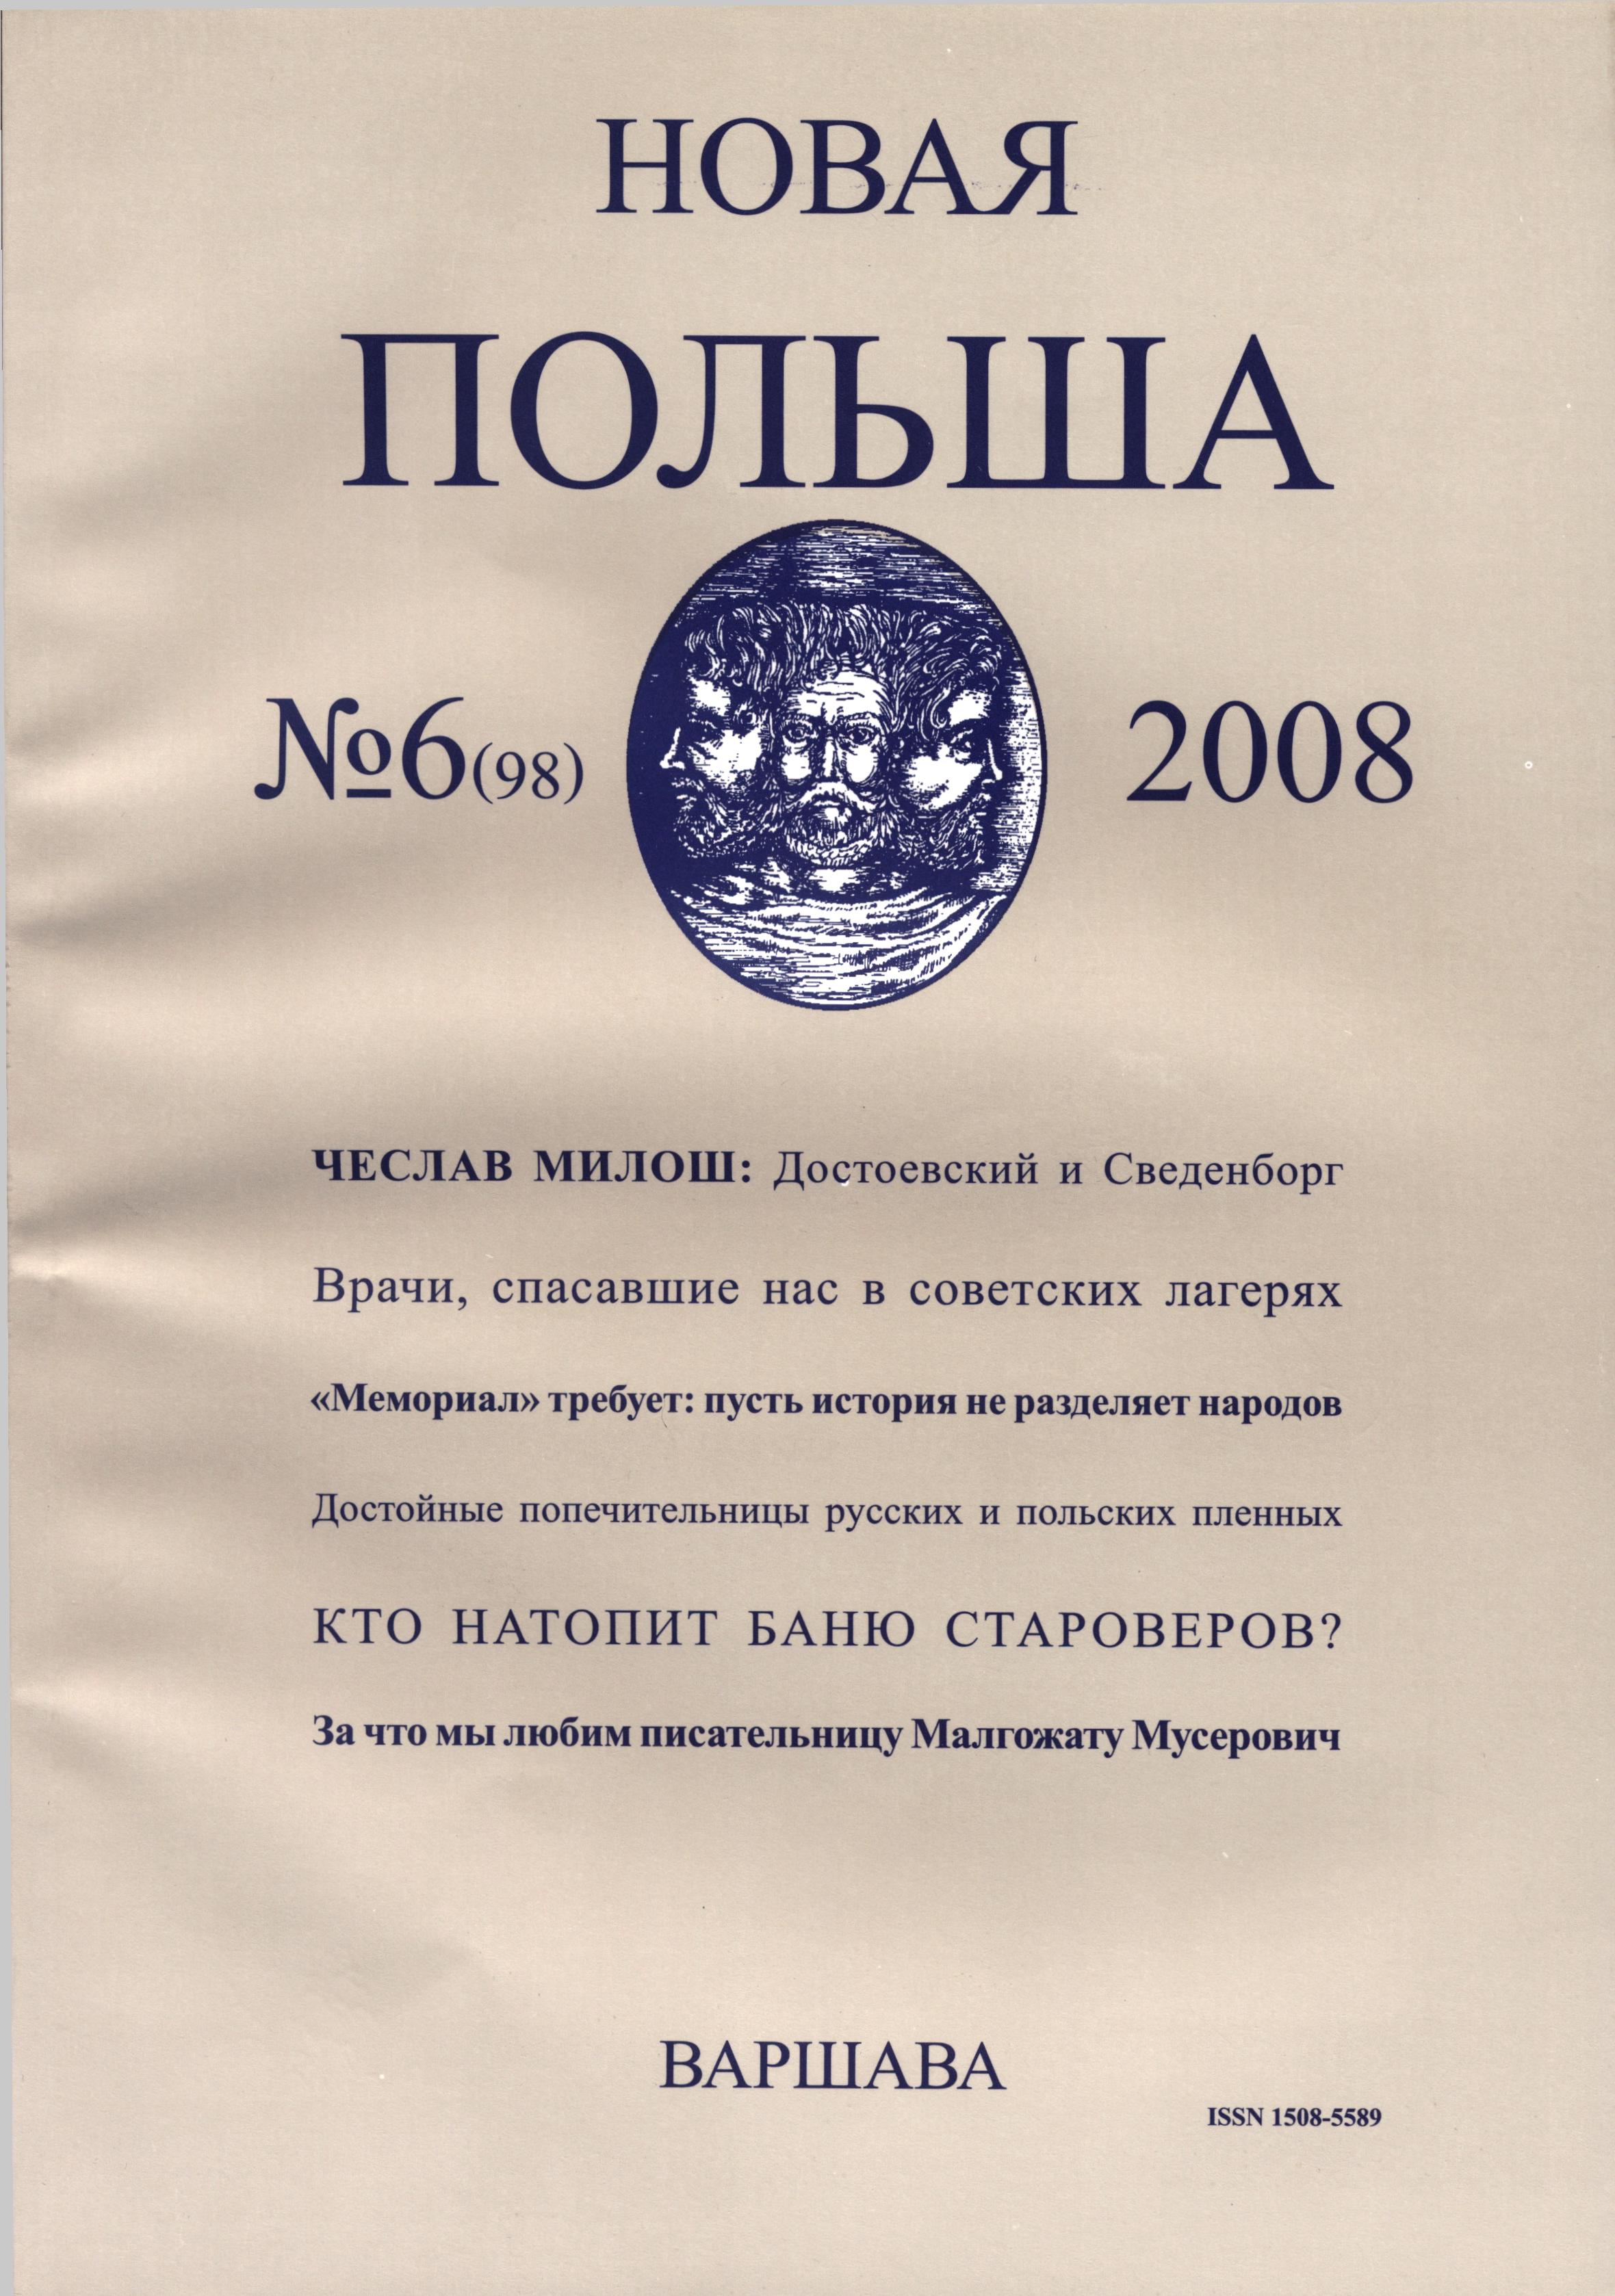 НОВАЯ
ПОЛЬША
№6(98)
2008
ЧЕСЛАВ МИЛОШ: Достоевский и Сведенборг
Врачи, спасавшие нас в советских лагерях
«Мемориал» требует: пусть история не разделяет народов
Достойные попечительницы русских и польских пленных
КТО НАТОПИТ БАНЮ СТАРОВЕРОВ?
За что мы любим писательницу Малгожату Мусерович
ВАРШАВА
ISSN 1508-5589